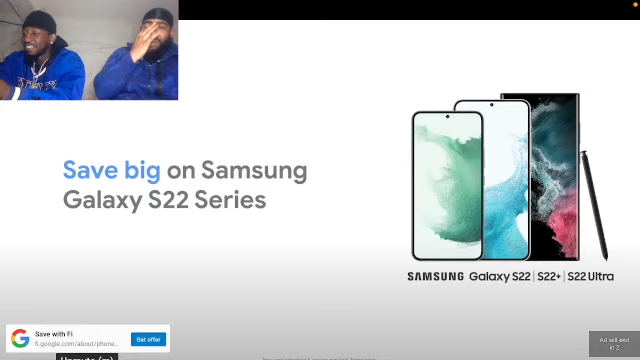 Save big on Samsung
Galaxy S22 Series
SAMSUNG Galaxy S22 | S22+ | S22 Ultra
Save with Fi
fi.google.com/about/phone...
Get offer
Ad will end
in 2
Unmute (m)